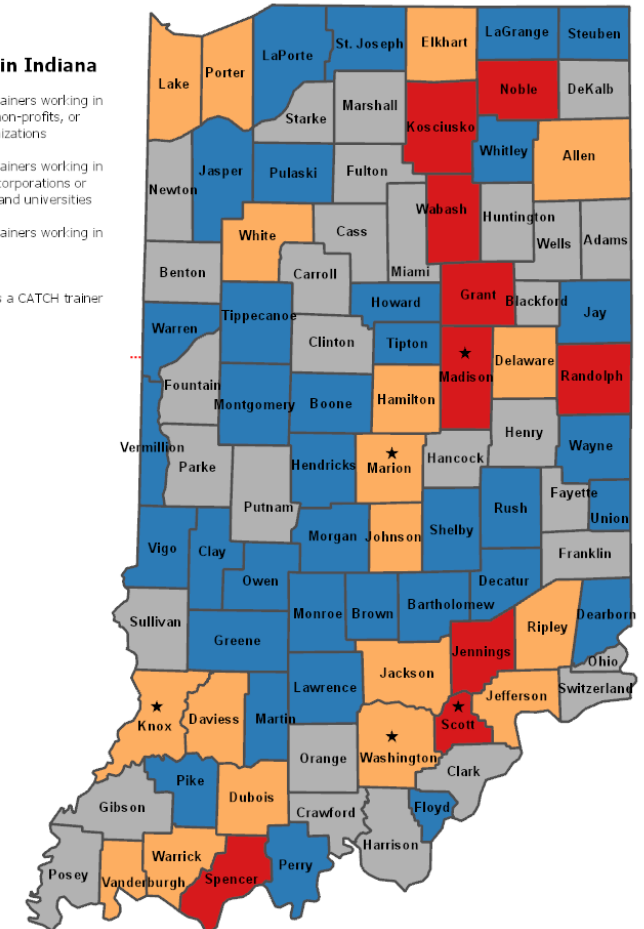 in Indiana
ainers working in
non-profits, or
izations
ainers working in
corporations or
and universities
ainers working in
s a CATCH trainer
Lake
Porter
LaPorte
St. Joseph
Elkhart
LaGrange
Steuben
Noble
DeKalb
Starke
Marshall
Kosciusko
Whitley
Allen
Newton
Jasper
Pulaski
Fulton
Wabash
Huntington
Wells
Adams
White
Cass
Miami
Benton
Carroll
Grant
Blackford
Jay
Warren
Tippecanoe
Howard
Clinton
Tipton
Madison
Delaware
Randolph
Fountain
Montgomery
Boone
Hamilton
Henry
Wayne
Vermillion
Parke
Hendricks
Marion
Hancock
Putnam
Fayette
Union
Rush
Shelby
Johnson
Morgan
Vigo
Clay
Owen
Franklin
Decatur
Sullivan
Greene
Monroe
Brown
Bartholomew
Ripley
Dearborn
Jennings
Ohio
Switzerland
Jefferson
Jackson
Lawrence
Knox
Daviess
Martin
Scott
Washington
Orange
Clark
Pike
Dubois
Gibson
Crawford
Floyd
Harrison
Posey
Vanderburgh
Warrick
Spencer
Perry